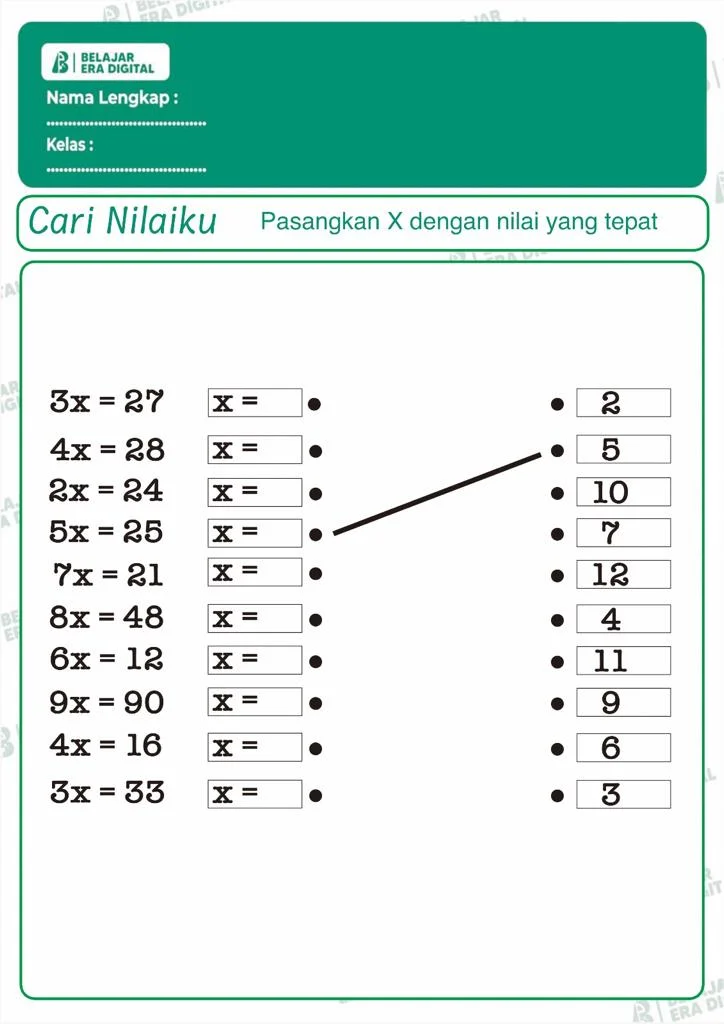 BELAJAR
ERA DIGITAL
Nama Lengkap :
.....................................
Kelas :
.....................................
Cari Nilaiku Pasangkan X dengan nilai yang tepat
3x = 27 x = 2
4x = 28 x = 5
2x = 24 x = 10
5x = 25 x = 7
7x = 21 x = 12
8x = 48 x = 4
6x = 12 x = 11
9x = 90 x = 9
4x = 16 x = 6
3x = 33 x = 3